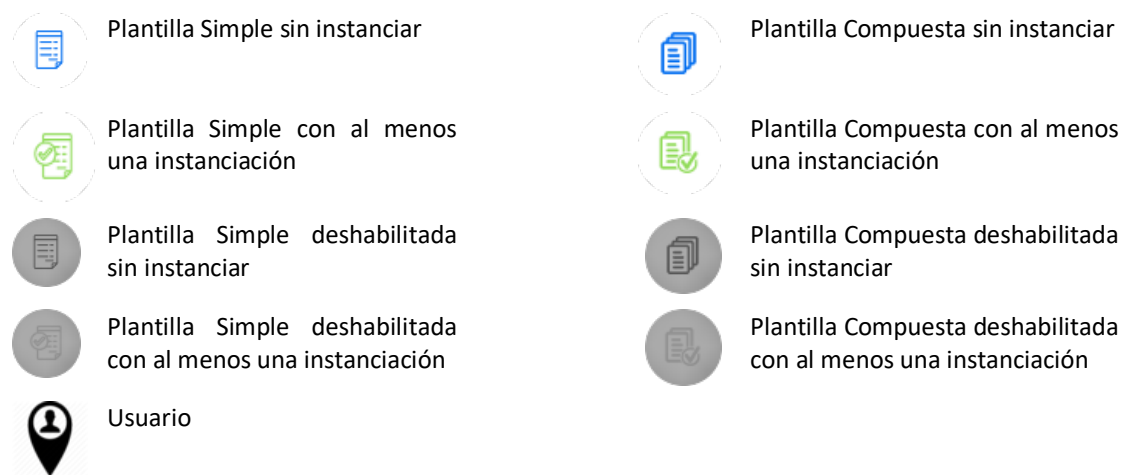 Plantilla Simple sin instanciar
Plantilla Compuesta sin instanciar
Plantilla Simple con al menos
una instanciación
Plantilla Compuesta con al menos
una instanciación
Plantilla Simple deshabilitada
sin instanciar
Plantilla Compuesta deshabilitada
sin instanciar
Plantilla Simple deshabilitada
con al menos una instanciación
Plantilla Compuesta deshabilitada
con al menos una instanciación
Usuario